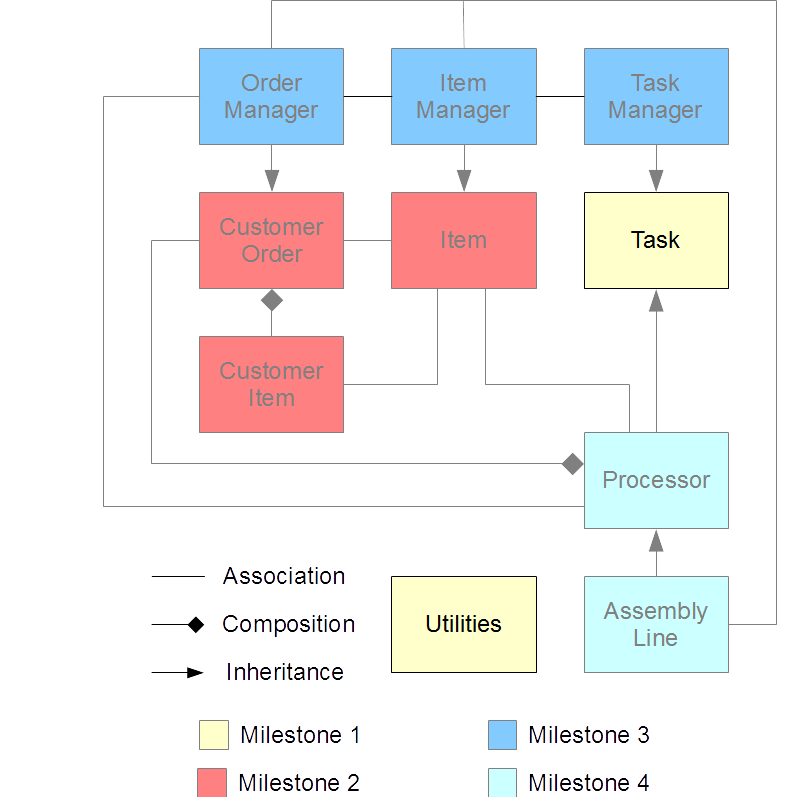 Order
Manager
Item
Manager
Task
Manager
Customer
Order
Item
Task
Customer
Item
Processor
Association
Composition
Inheritance
Utilities
Assembly
Line
Milestone 1
Milestone 3
Milestone 2
Milestone 4